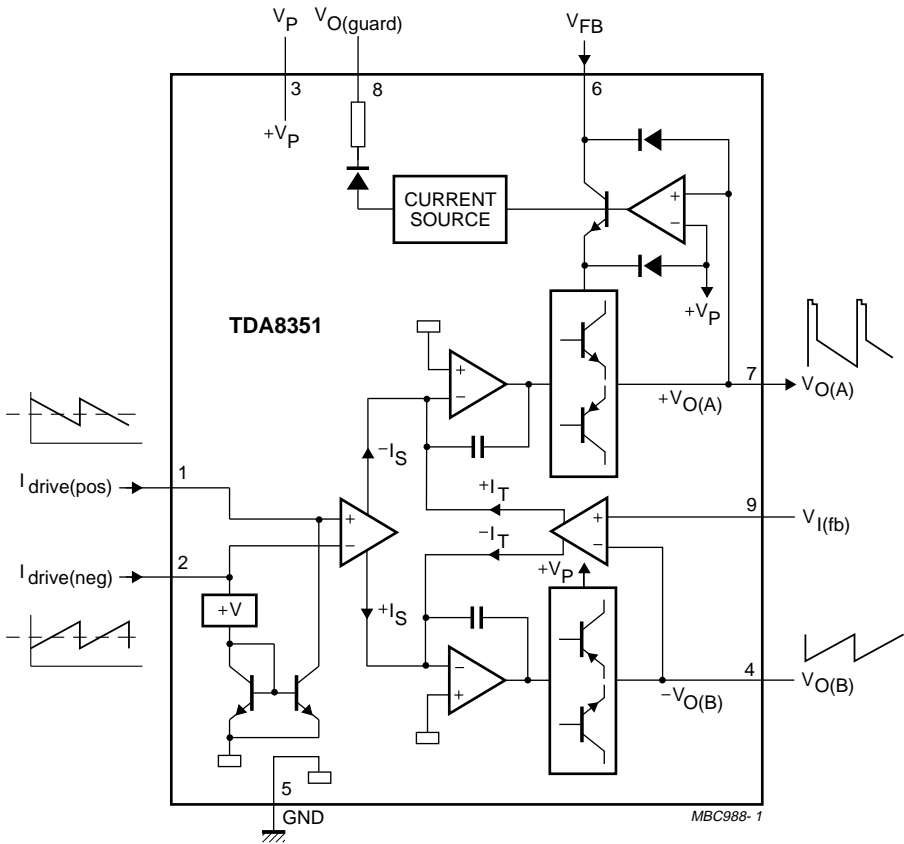 V_P
V_O(guard)
V_FB
3
8
6
+V_P
CURRENT
SOURCE
+
−
+V_P
TDA8351
+
−
7
V_O(A)
+V_O(A)
−I_S
1
I_drive(pos)
+I_T
+
−
9
V_I(fb)
+
−
−I_T
2
I_drive(neg)
+V_P
+V
+I_S
−
+
4
V_O(B)
−V_O(B)
5
GND
MBC988-1